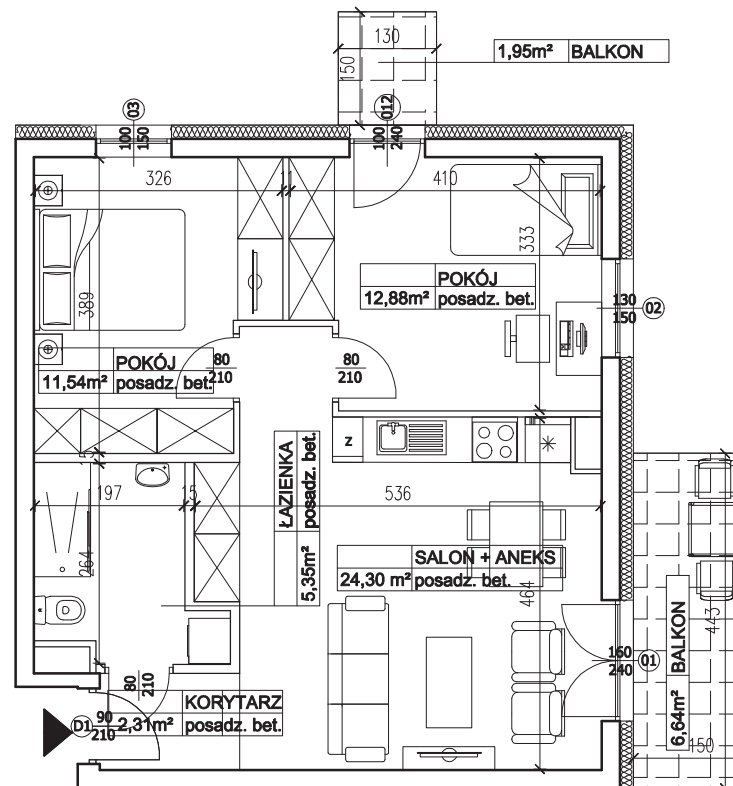 130
150
1,95m² BALKON
03
100
150
012
100
240
326
11
410
333
389
POKÓJ
12,88m² posadz. bet.
130
150
02
POKÓJ
11,54m² posadz. bet.
80
210
80
210
z
15
197
15
536
264
ŁAZIENKA
5,35m² posadz. bet.
SALON + ANEKS
24,30 m² posadz. bet.
464
443
BALKON
6,64m²
150
160
240
01
80
210
KORYTARZ
2,31m² posadz. bet.
D1
90
210